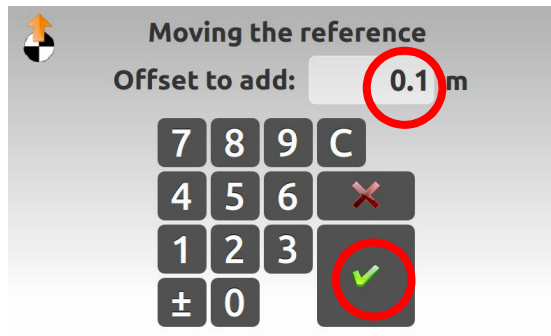 Moving the reference
Offset to add: 0.1 m
7 8 9 C
4 5 6
1 2 3
± 0